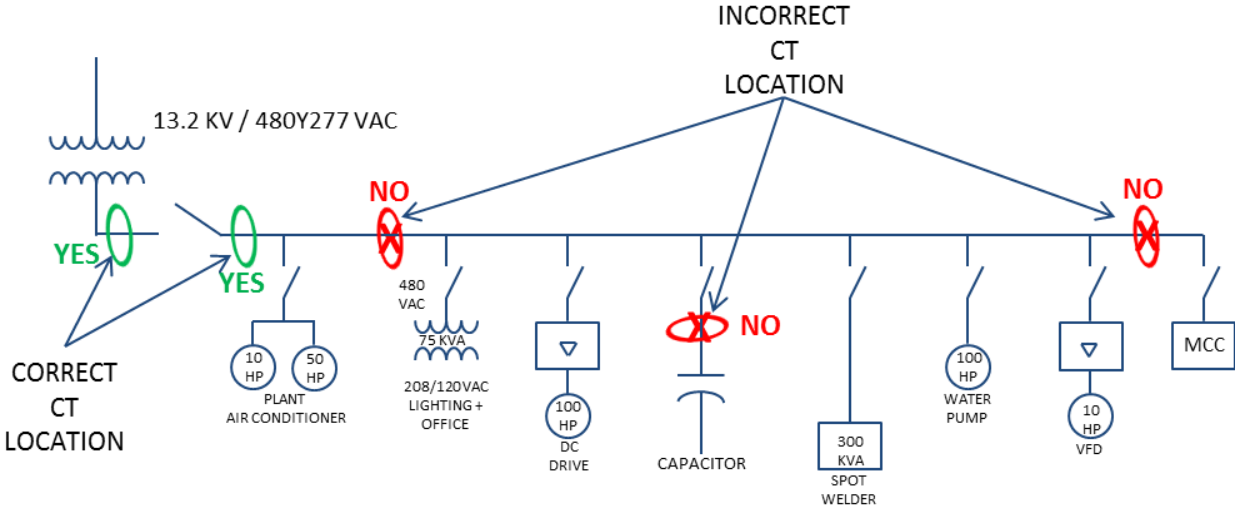 INCORRECT
CT
LOCATION
13.2 KV / 480Y277 VAC
NO
NO
YES
YES
480
VAC
NO
75 KVA
10
HP
50
HP
PLANT
AIR CONDITIONER
208/120VAC
LIGHTING +
OFFICE
100
HP
DC
DRIVE
CAPACITOR
300
KVA
SPOT
WELDER
100
HP
WATER
PUMP
10
HP
VFD
MCC
CORRECT
CT
LOCATION